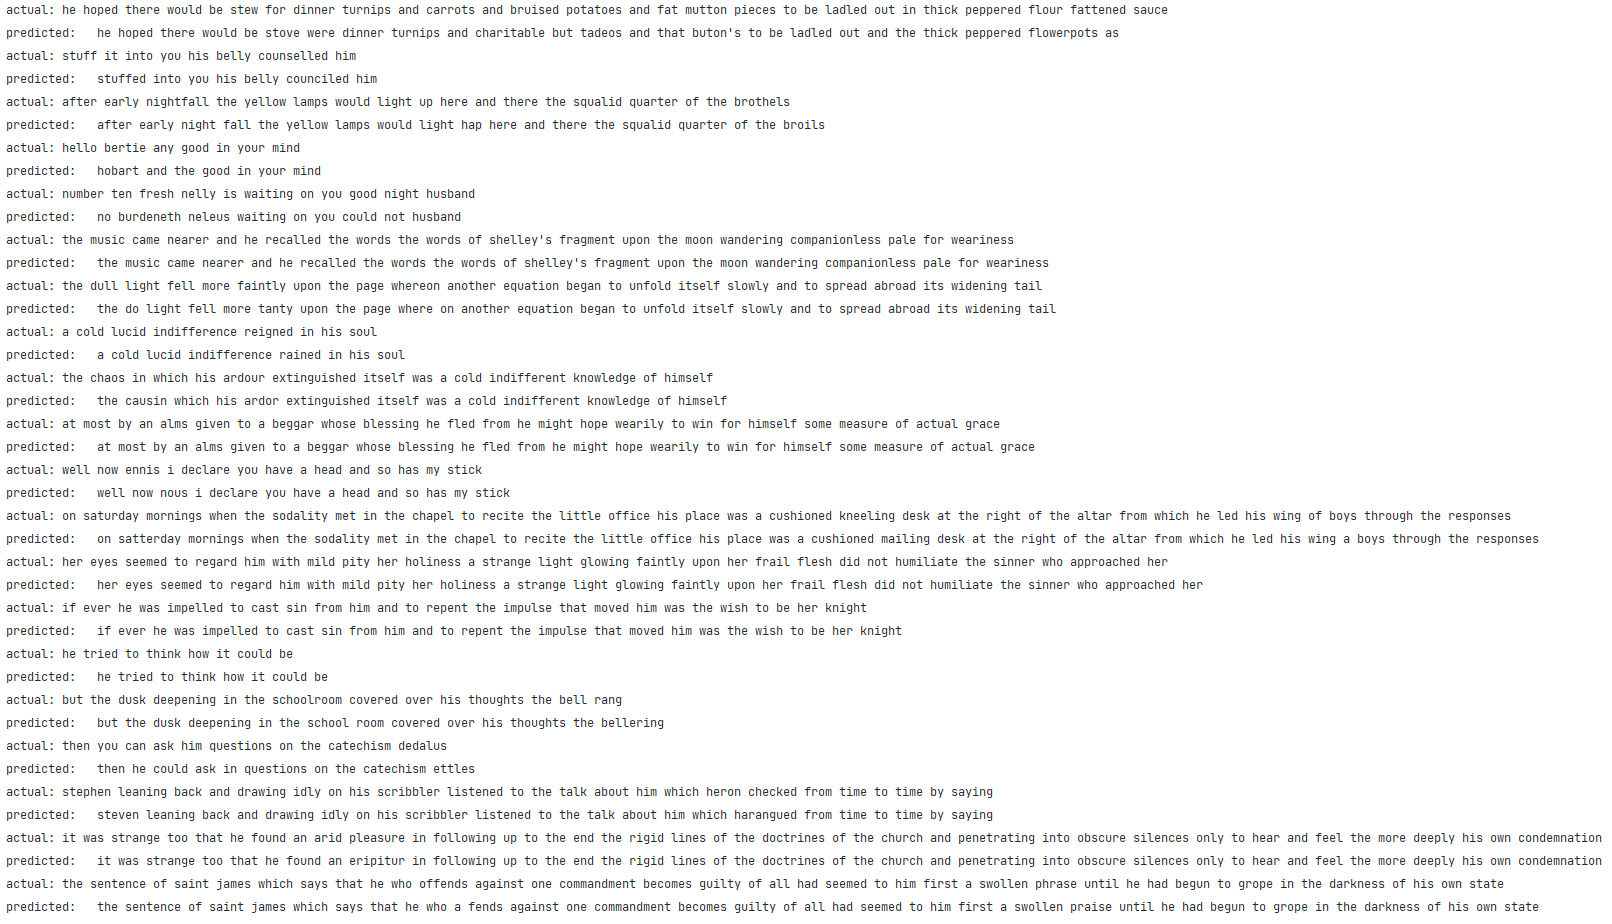 actual: he hoped there would be stew for dinner turnips and carrots and bruised potatoes and fat mutton pieces to be ladled out in thick peppered flour fattened sauce
predicted:   he hoped there would be stove were dinner turnips and charitable but tadeos and that buton's to be ladled out and the thick peppered flowerpots as
actual: stuff it into you his belly counselled him
predicted:   stuffed into you his belly counciled him
actual: after early nightfall the yellow lamps would light up here and there the squalid quarter of the brothels
predicted:   after early night fall the yellow lamps would light hap here and there the squalid quarter of the broils
actual: hello bertie any good in your mind
predicted:   hobart and the good in your mind
actual: number ten fresh nelly is waiting on you good night husband
predicted:   no burdeneth neleus waiting on you could not husband
actual: the music came nearer and he recalled the words the words of shelley's fragment upon the moon wandering companionless pale for weariness
predicted:   the music came nearer and he recalled the words the words of shelley's fragment upon the moon wandering companionless pale for weariness
actual: the dull light fell more faintly upon the page whereon another equation began to unfold itself slowly and to spread abroad its widening tail
predicted:   the do light fell more tanty upon the page where on another equation began to unfold itself slowly and to spread abroad its widening tail
actual: a cold lucid indifference reigned in his soul
predicted:   a cold lucid indifference rained in his soul
actual: the chaos in which his ardour extinguished itself was a cold indifferent knowledge of himself
predicted:   the causin which his ardor extinguished itself was a cold indifferent knowledge of himself
actual: at most by an alms given to a beggar whose blessing he fled from he might hope wearily to win for himself some measure of actual grace
predicted:   at most by an alms given to a beggar whose blessing he fled from he might hope wearily to win for himself some measure of actual grace
actual: well now ennis i declare you have a head and so has my stick
predicted:   well now nous i declare you have a head and so has my stick
actual: on saturday mornings when the sodality met in the chapel to recite the little office his place was a cushioned kneeling desk at the right of the altar from which he led his wing of boys through the responses
predicted:   on satterday mornings when the sodality met in the chapel to recite the little office his place was a cushioned mailing desk at the right of the altar from which he led his wing a boys through the responses
actual: her eyes seemed to regard him with mild pity her holiness a strange light glowing faintly upon her frail flesh did not humiliate the sinner who approached her
predicted:   her eyes seemed to regard him with mild pity her holiness a strange light glowing faintly upon her frail flesh did not humiliate the sinner who approached her
actual: if ever he was impelled to cast sin from him and to repent the impulse that moved him was the wish to be her knight
predicted:   if ever he was impelled to cast sin from him and to repent the impulse that moved him was the wish to be her knight
actual: he tried to think how it could be
predicted:   he tried to think how it could be
actual: but the dusk deepening in the schoolroom covered over his thoughts the bell rang
predicted:   but the dusk deepening in the school room covered over his thoughts the bellering
actual: then you can ask him questions on the catechism dedalus
predicted:   then he could ask in questions on the catechism ettles
actual: stephen leaning back and drawing idly on his scribbler listened to the talk about him which heron checked from time to time by saying
predicted:   steven leaning back and drawing idly on his scribbler listened to the talk about him which harangued from time to time by saying
actual: it was strange too that he found an arid pleasure in following up to the end the rigid lines of the doctrines of the church and penetrating into obscure silences only to hear and feel the more deeply his own condemnation
predicted:   it was strange too that he found an eripitur in following up to the end the rigid lines of the doctrines of the church and penetrating into obscure silences only to hear and feel the more deeply his own condemnation
actual: the sentence of saint james which says that he who offends against one commandment becomes guilty of all had seemed to him first a swollen phrase until he had begun to grope in the darkness of his own state
predicted:   the sentence of saint james which says that he who a fends against one commandment becomes guilty of all had seemed to him first a swollen praise until he had begun to grope in the darkness of his own state